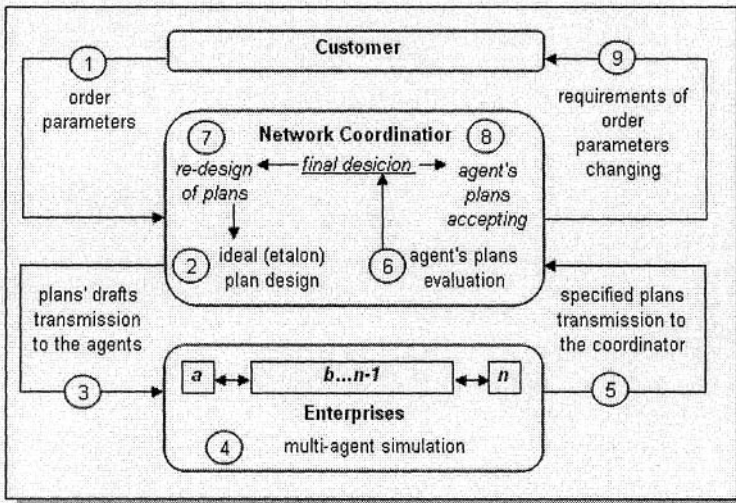 Customer
1
order
parameters
9
requirements of
order
parameters
changing
Network Coordinatior
7
re-design
of plans
final desicion
8
agent's
plans
accepting
2
ideal (etalon)
plan design
6
agent's plans
evaluation
plans' drafts
transmission
to the agents
3
specified plans
transmission to
the coordinator
5
a
b...n-1
n
Enterprises
4
multi-agent simulation